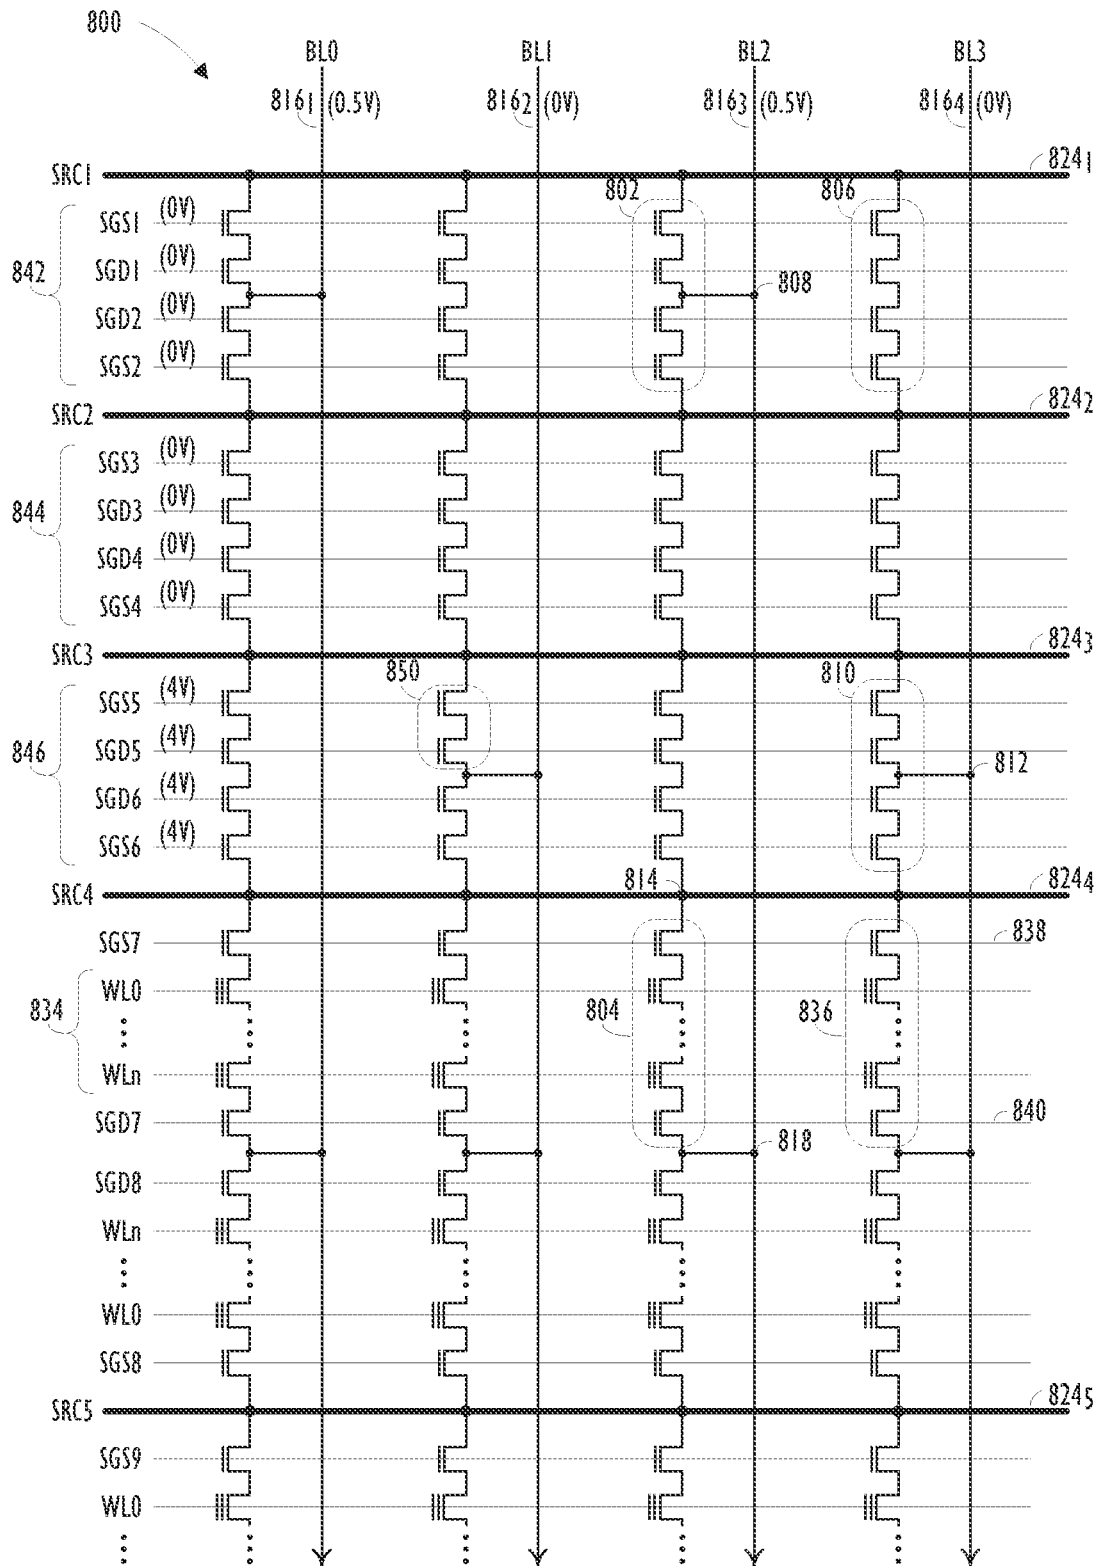 800
BL0 BL1 BL2 BL3
816₁ (0.5V) 816₂ (0V) 816₃ (0.5V) 816₄ (0V)
SRC1 824₁
802 806
SGS1 (0V)
842
SGD1 (0V)
808
SGD2 (0V)
SGS2 (0V)
SRC2 824₂
SGS3 (0V)
844
SGD3 (0V)
SGD4 (0V)
SGS4 (0V)
SRC3 824₃
850 810
SGS5 (4V)
846
SGD5 (4V)
812
SGD6 (4V)
SGS6 (4V)
SRC4 814 824₄
SGS7 838
WL0
834 804 836
WLn
SGD7 840
818
SGD8
WLn
WL0
SGS8
SRC5 824₅
SGS9
WL0